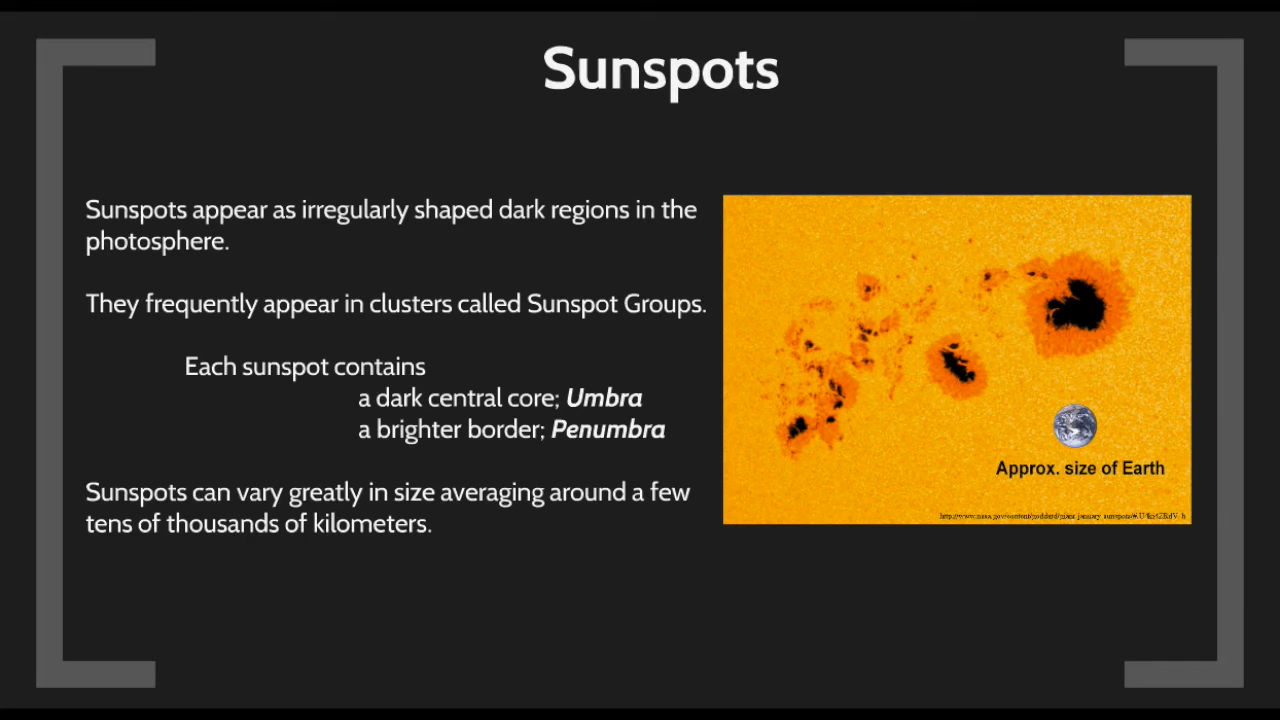 Sunspots
Sunspots appear as irregularly shaped dark regions in the
photosphere.
They frequently appear in clusters called Sunspot Groups.
Each sunspot contains
a dark central core; Umbra
a brighter border; Penumbra
Sunspots can vary greatly in size averaging around a few
tens of thousands of kilometers.
Approx. size of Earth